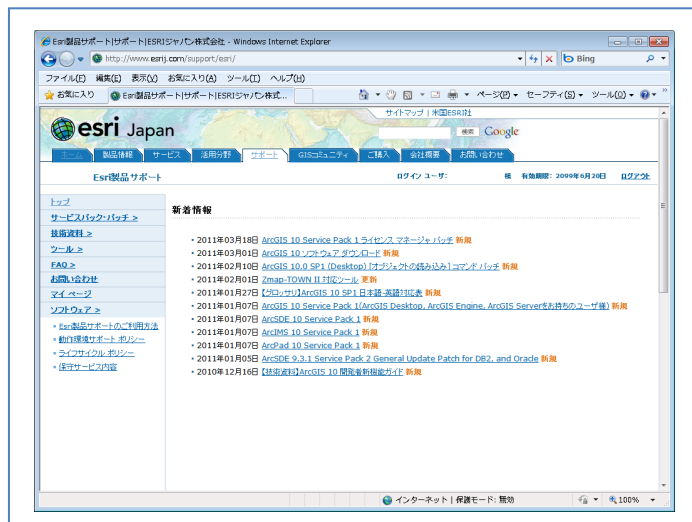 Esri製品サポート|サポート|ESRIジャパン株式会社 - Windows Internet Explorer
http://www.esrij.com/support/esri/
Bing
ファイル(F) 編集(E) 表示(V) お気に入り(A) ツール(T) ヘルプ(H)
お気に入り Esri製品サポート|サポート|ESRIジャパン株式...
ページ(P) セーフティ(S) ツール(O)
サイトマップ | 米国ESRI社
esri Japan
検索 Google
ホーム 製品情報 サービス 活用分野 サポート GISコミュニティ ご購入 会社概要 お問い合わせ
Esri製品サポート
ログイン ユーザ: 様 有効期限: 2099年6月20日 ログアウト
トップ
サービスパック・パッチ >
技術資料 >
ツール >
FAQ >
お問い合わせ
マイ ページ
ソフトウェア >
Esri製品サポートのご利用方法
動作環境サポート ポリシー
ライフサイクル ポリシー
保守サービス内容
新着情報
・2011年03月18日 ArcGIS 10 Service Pack 1 ライセンス マネージャ パッチ 新規
・2011年03月01日 ArcGIS 10 ソフトウェア ダウンロード 新規
・2011年02月10日 ArcGIS 10.0 SP1 (Desktop) [オブジェクトの読み込み] コマンド パッチ 新規
・2011年02月01日 Zmap-TOWN II 対応ツール 更新
・2011年01月27日 【グロッサリ】ArcGIS 10 SP1 日本語-英語対応表 新規
・2011年01月07日 ArcGIS 10 Service Pack 1(ArcGIS Desktop, ArcGIS Engine, ArcGIS Serverをお持ちのユーザ様) 新規
・2011年01月07日 ArcSDE 10 Service Pack 1 新規
・2011年01月07日 ArcIMS 10 Service Pack 1 新規
・2011年01月07日 ArcPad 10 Service Pack 1 新規
・2011年01月05日 ArcSDE 9.3.1 Service Pack 2 General Update Patch for DB2, and Oracle 新規
・2010年12月16日 【技術資料】ArcGIS 10 開発者新機能ガイド 新規
インターネット | 保護モード: 無効
100%